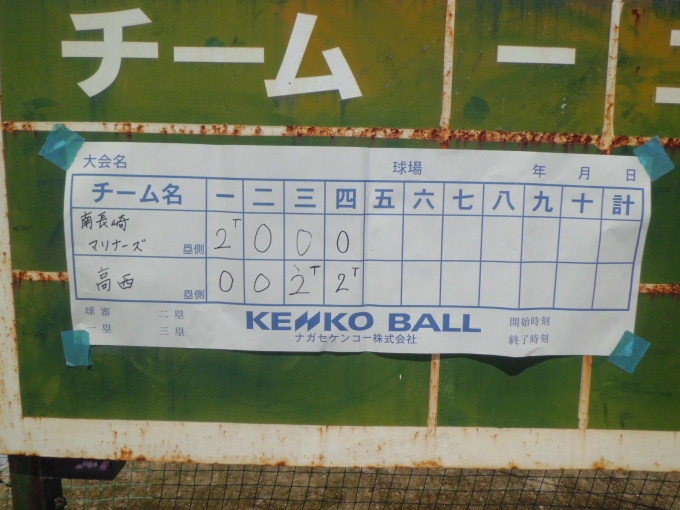 チーム 一
大会名 球場 年 月 日
チーム名 一 二 三 四 五 六 七 八 九 十 計
南長崎
マリナーズ 塁側 2T 0 0 0
高西 塁側 0 0 2T 2T
球審 二塁
一塁 三塁
KENKO BALL
ナガセケンコー株式会社
開始時刻
終了時刻